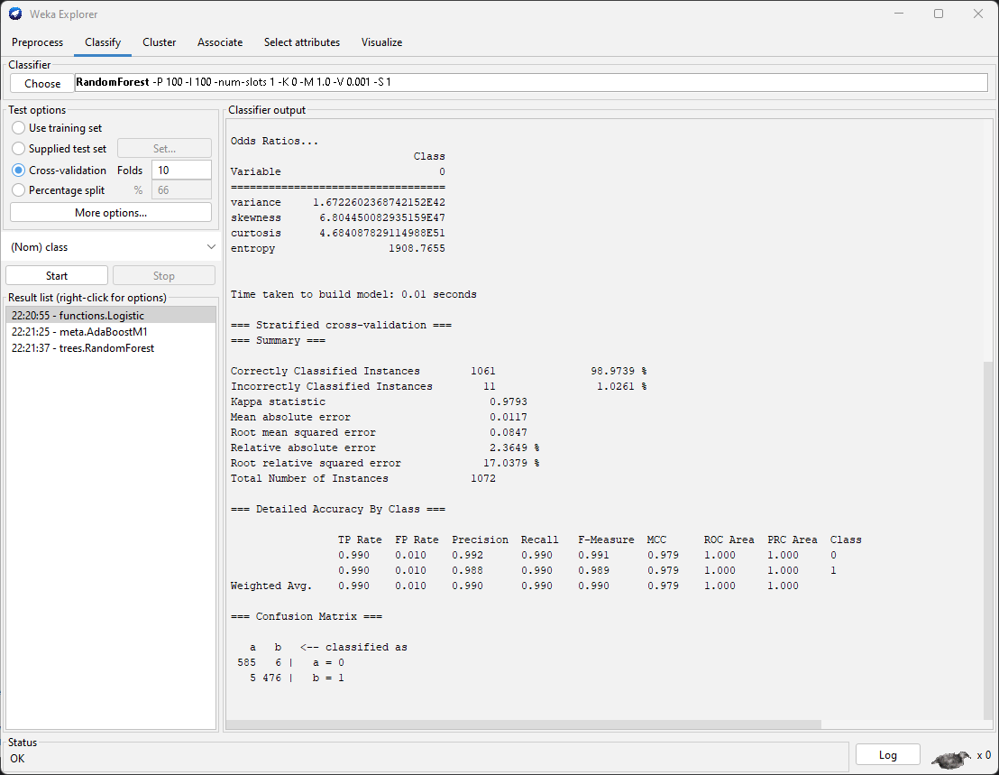 Weka Explorer
Preprocess Classify Cluster Associate Select attributes Visualize
Classifier
Choose RandomForest -P 100 -I 100 -num-slots 1 -K 0 -M 1.0 -V 0.001 -S 1
Test options
Use training set
Supplied test set Set...
Cross-validation Folds 10
Percentage split % 66
More options...
(Nom) class
Start Stop
Result list (right-click for options)
22:20:55 - functions.Logistic
22:21:25 - meta.AdaBoostM1
22:21:37 - trees.RandomForest
Classifier output
Odds Ratios...
Class
Variable 0
==================================
variance 1.6722602368742152E42
skewness 6.804450082935159E47
curtosis 4.684087829114988E51
entropy 1908.7655
Time taken to build model: 0.01 seconds
=== Stratified cross-validation ===
=== Summary ===
Correctly Classified Instances 1061 98.9739 %
Incorrectly Classified Instances 11 1.0261 %
Kappa statistic 0.9793
Mean absolute error 0.0117
Root mean squared error 0.0847
Relative absolute error 2.3649 %
Root relative squared error 17.0379 %
Total Number of Instances 1072
=== Detailed Accuracy By Class ===
TP Rate FP Rate Precision Recall F-Measure MCC ROC Area PRC Area Class
0.990 0.010 0.992 0.990 0.991 0.979 1.000 1.000 0
0.990 0.010 0.988 0.990 0.989 0.979 1.000 1.000 1
Weighted Avg. 0.990 0.010 0.990 0.990 0.990 0.979 1.000 1.000
=== Confusion Matrix ===
a b <-- classified as
585 6 | a = 0
5 476 | b = 1
Status
OK
Log x 0